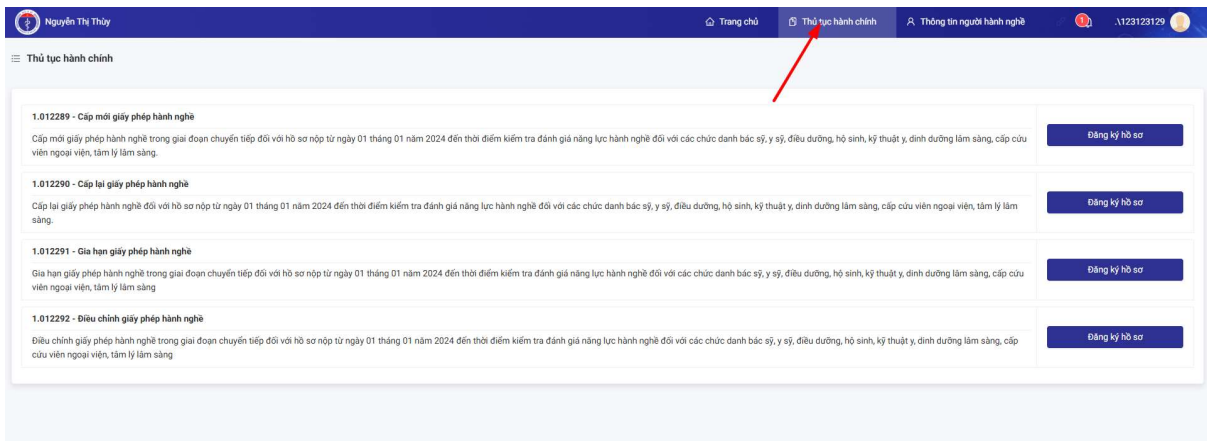 Nguyễn Thị Thùy
Trang chủ
Thủ tục hành chính
Thông tin người hành nghề
1
.\123123129
Thủ tục hành chính
1.012289 - Cấp mới giấy phép hành nghề
Cấp mới giấy phép hành nghề trong giai đoạn chuyển tiếp đối với hồ sơ nộp từ ngày 01 tháng 01 năm 2024 đến thời điểm kiểm tra đánh giá năng lực hành nghề đối với các chức danh bác sỹ, y sỹ, điều dưỡng, hộ sinh, kỹ thuật y, dinh dưỡng lâm sàng, cấp cứu
viên ngoại viện, tâm lý lâm sàng.
Đăng ký hồ sơ
1.012290 - Cấp lại giấy phép hành nghề
Cấp lại giấy phép hành nghề đối với hồ sơ nộp từ ngày 01 tháng 01 năm 2024 đến thời điểm kiểm tra đánh giá năng lực hành nghề đối với các chức danh bác sỹ, y sỹ, điều dưỡng, hộ sinh, kỹ thuật y, dinh dưỡng lâm sàng, cấp cứu viên ngoại viện, tâm lý lâm
sàng.
Đăng ký hồ sơ
1.012291 - Gia hạn giấy phép hành nghề
Gia hạn giấy phép hành nghề trong giai đoạn chuyển tiếp đối với hồ sơ nộp từ ngày 01 tháng 01 năm 2024 đến thời điểm kiểm tra đánh giá năng lực hành nghề đối với các chức danh bác sỹ, y sỹ, điều dưỡng, hộ sinh, kỹ thuật y, dinh dưỡng lâm sàng, cấp cứu
viên ngoại viện, tâm lý lâm sàng
Đăng ký hồ sơ
1.012292 - Điều chỉnh giấy phép hành nghề
Điều chỉnh giấy phép hành nghề trong giai đoạn chuyển tiếp đối với hồ sơ nộp từ ngày 01 tháng 01 năm 2024 đến thời điểm kiểm tra đánh giá năng lực hành nghề đối với các chức danh bác sỹ, y sỹ, điều dưỡng, hộ sinh, kỹ thuật y, dinh dưỡng lâm sàng, cấp
cứu viên ngoại viện, tâm lý lâm sàng
Đăng ký hồ sơ